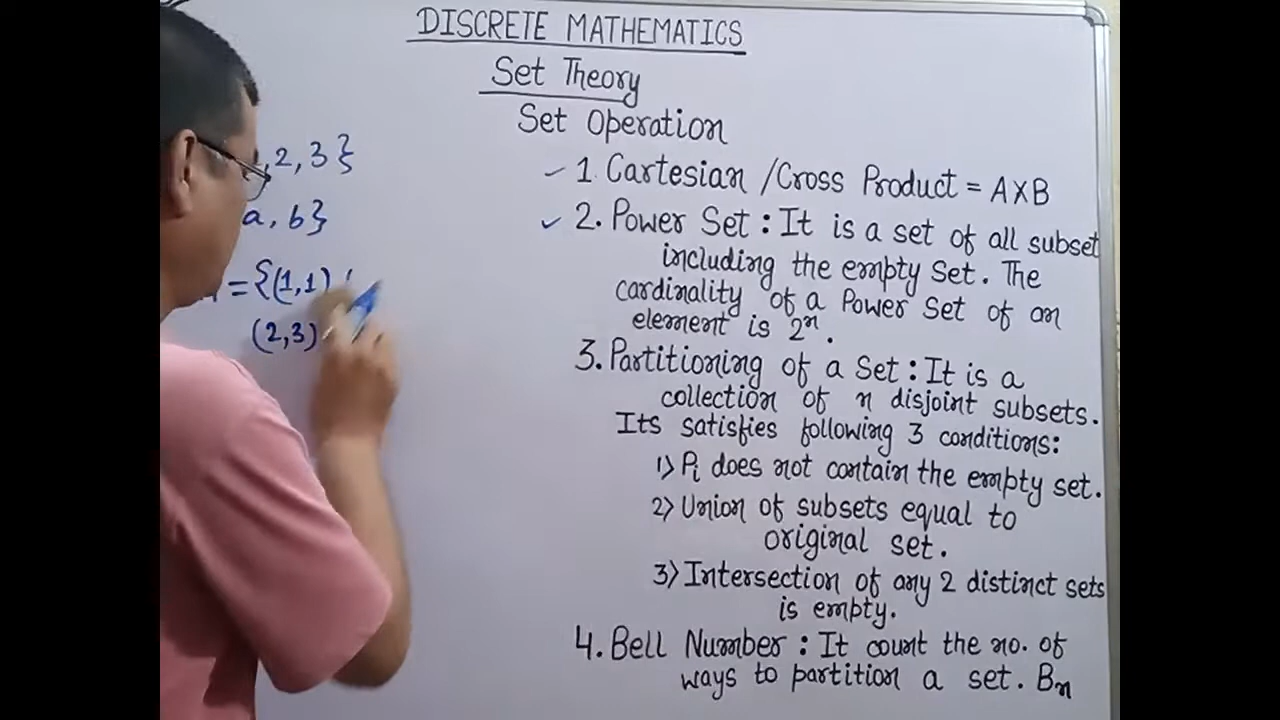 DISCRETE MATHEMATICS
Set Theory
Set Operation
1. Cartesian /Cross Product = A×B
2. Power Set : It is a set of all subset
including the empty Set. The
cardinality of a Power Set of an
element is 2ⁿ.
3. Partitioning of a Set : It is a
collection of n disjoint subsets.
Its satisfies following 3 conditions:
1) Pᵢ does not contain the empty set.
2) Union of subsets equal to
original set.
3) Intersection of any 2 distinct sets
is empty.
4. Bell Number : It count the no. of
ways to partition a set. Bₙ
, 2, 3 }
a, b }
= {(1,1)
(2,3)